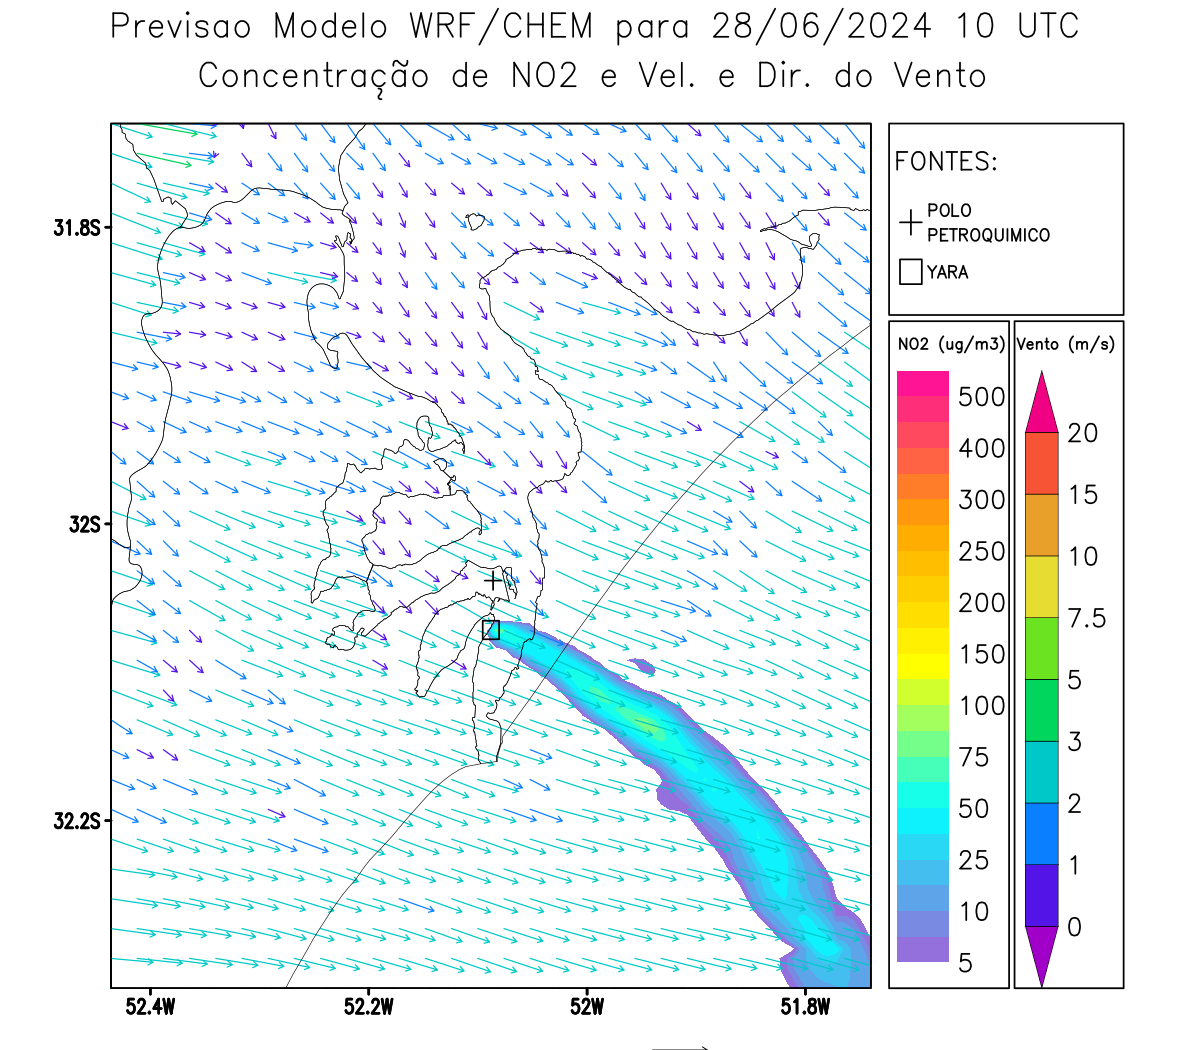 Previsao Modelo WRF/CHEM para 28/06/2024 10 UTC
Concentração de NO2 e Vel. e Dir. do Vento
FONTES:
POLO
PETROQUIMICO
YARA
NO2 (ug/m3)
500
400
300
250
200
150
100
75
50
25
10
5
Vento (m/s)
20
15
10
7.5
5
3
2
1
0
31.8S
32S
32.2S
52.4W
52.2W
52W
51.8W